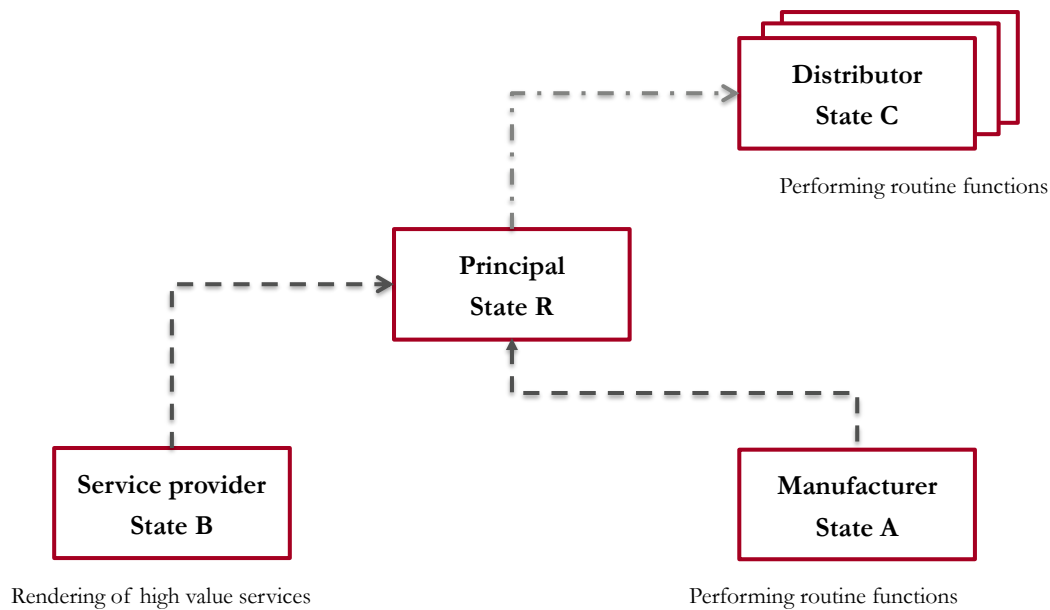 Distributor
State C
Performing routine functions
Principal
State R
Service provider
State B
Rendering of high value services
Manufacturer
State A
Performing routine functions